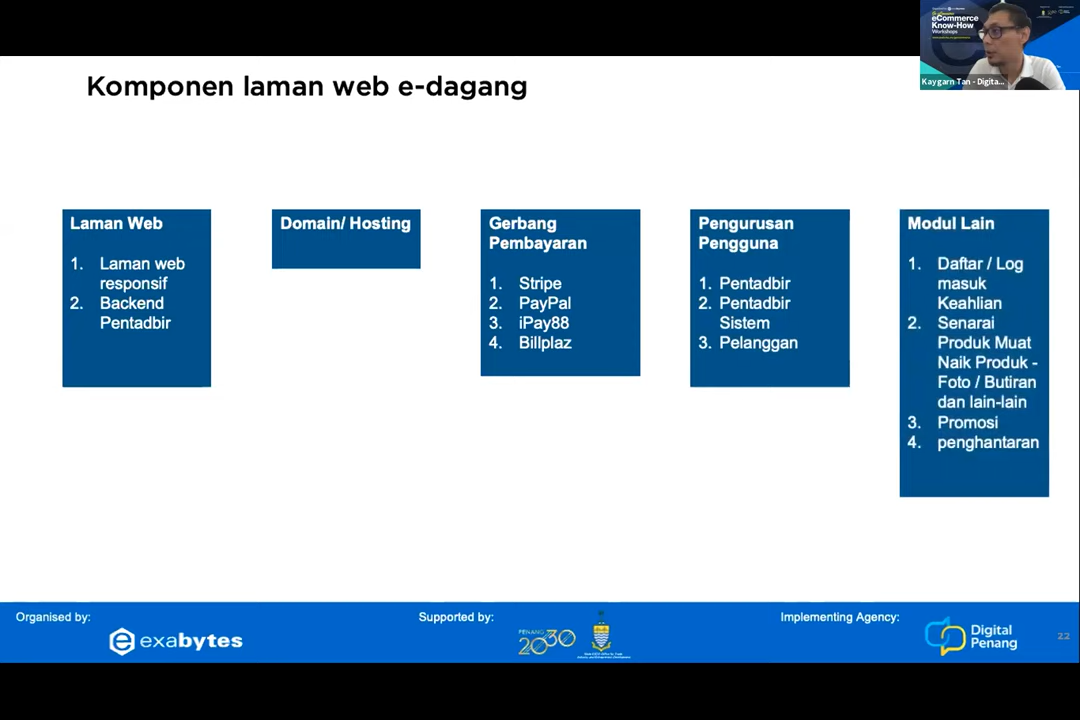 eCommerce
Know-How
Workshops
Kaygarn Tan - Digita...
Komponen laman web e-dagang
Laman Web
1. Laman web
responsif
2. Backend
Pentadbir
Domain/ Hosting
Gerbang
Pembayaran
1. Stripe
2. PayPal
3. iPay88
4. Billplaz
Pengurusan
Pengguna
1. Pentadbir
2. Pentadbir
Sistem
3. Pelanggan
Modul Lain
1. Daftar / Log
masuk
Keahlian
2. Senarai
Produk Muat
Naik Produk -
Foto / Butiran
dan lain-lain
3. Promosi
4. penghantaran
Organised by:
exabytes
Supported by:
PENANG
2030
Implementing Agency:
Digital
Penang
22